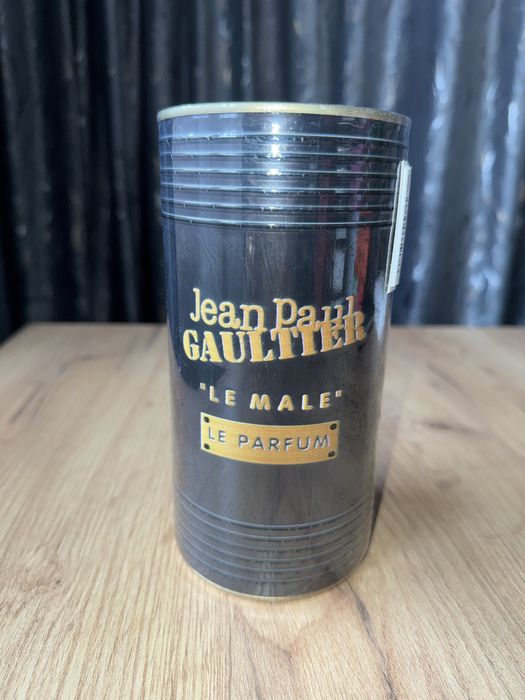 Jean Paul
GAULTIER
"LE MALE"
LE PARFUM